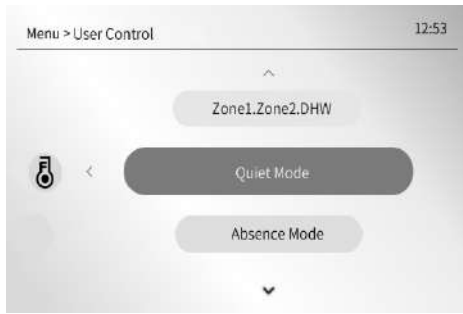 Menu > User Control
12:53
Zone1.Zone2.DHW
Quiet Mode
Absence Mode